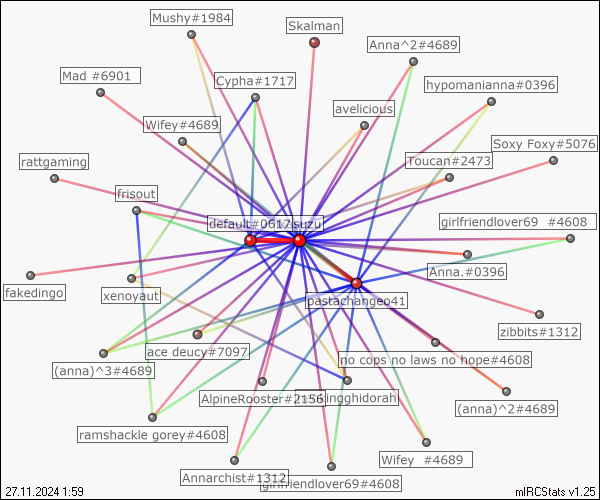 Mushy#1984
Skalman
Anna^2#4689
Mad #6901
Cypha#1717
hypomanianna#0396
avelicious
Wifey#4689
Soxy Foxy#5076
rattgaming
Toucan#2473
frisout
default#0617
isuzu
girlfriendlover69 #4608
Anna.#0396
fakedingo
xenoyaut
pastachangeo41
zibbits#1312
ace deucy#7097
no cops no laws no hope#4608
(anna)^3#4689
AlpineRooster#2156
kingghidorah
(anna)^2#4689
ramshackle gorey#4608
Wifey #4689
Annarchist#1312
girlfriendlover69#4608
27.11.2024 1:59
mIRCStats v1.25